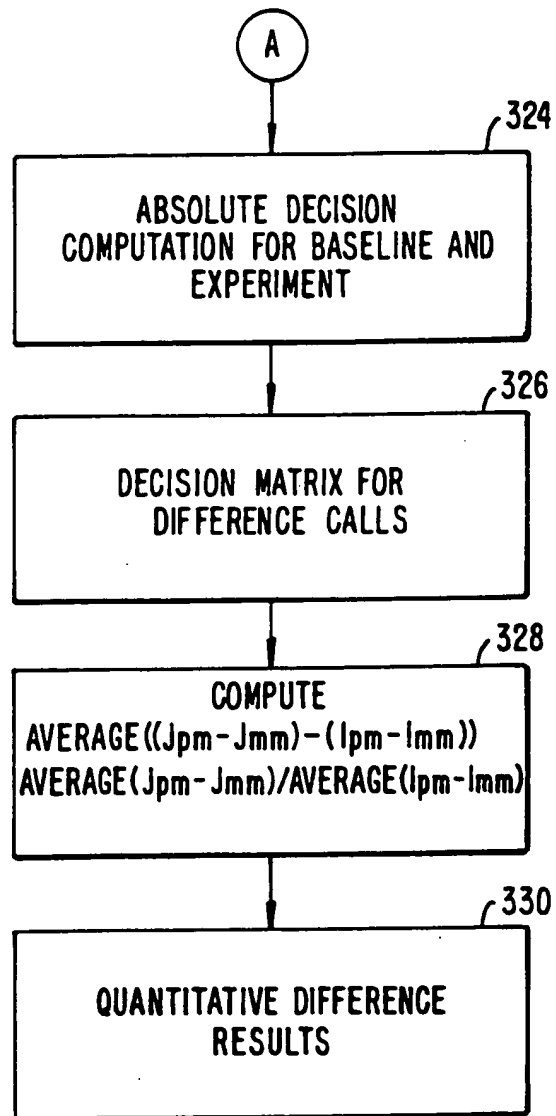 A
324
ABSOLUTE DECISION
COMPUTATION FOR BASELINE AND
EXPERIMENT
326
DECISION MATRIX FOR
DIFFERENCE CALLS
328
COMPUTE
AVERAGE((Jpm-Jmm)-(Ipm-Imm))
AVERAGE(Jpm-Jmm)/AVERAGE(Ipm-Imm)
330
QUANTITATIVE DIFFERENCE
RESULTS